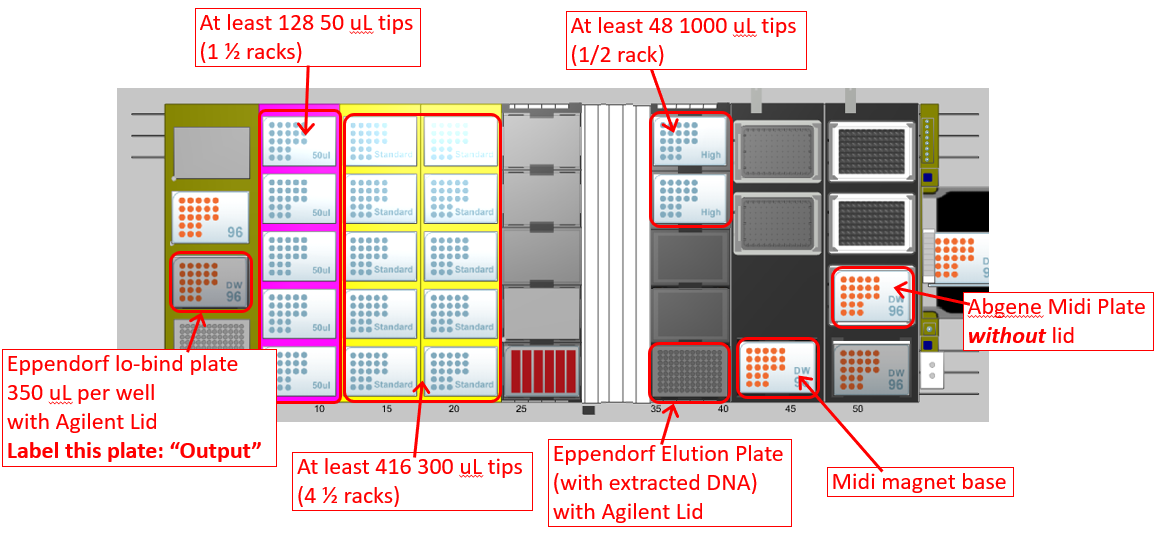 At least 128 50 uL tips
(1 ½ racks)
At least 48 1000 uL tips
(1/2 rack)
50ul
Standard
Standard
High
96
50ul
Standard
Standard
High
DW
96
50ul
Standard
Standard
DW
96
50ul
Standard
Standard
DW
96
50ul
Standard
Standard
DW
96
DW
96
10
15
20
25
35
40
45
50
Abgene Midi Plate
without lid
Eppendorf lo-bind plate
350 uL per well
with Agilent Lid
Label this plate: “Output”
At least 416 300 uL tips
(4 ½ racks)
Eppendorf Elution Plate
(with extracted DNA)
with Agilent Lid
Midi magnet base